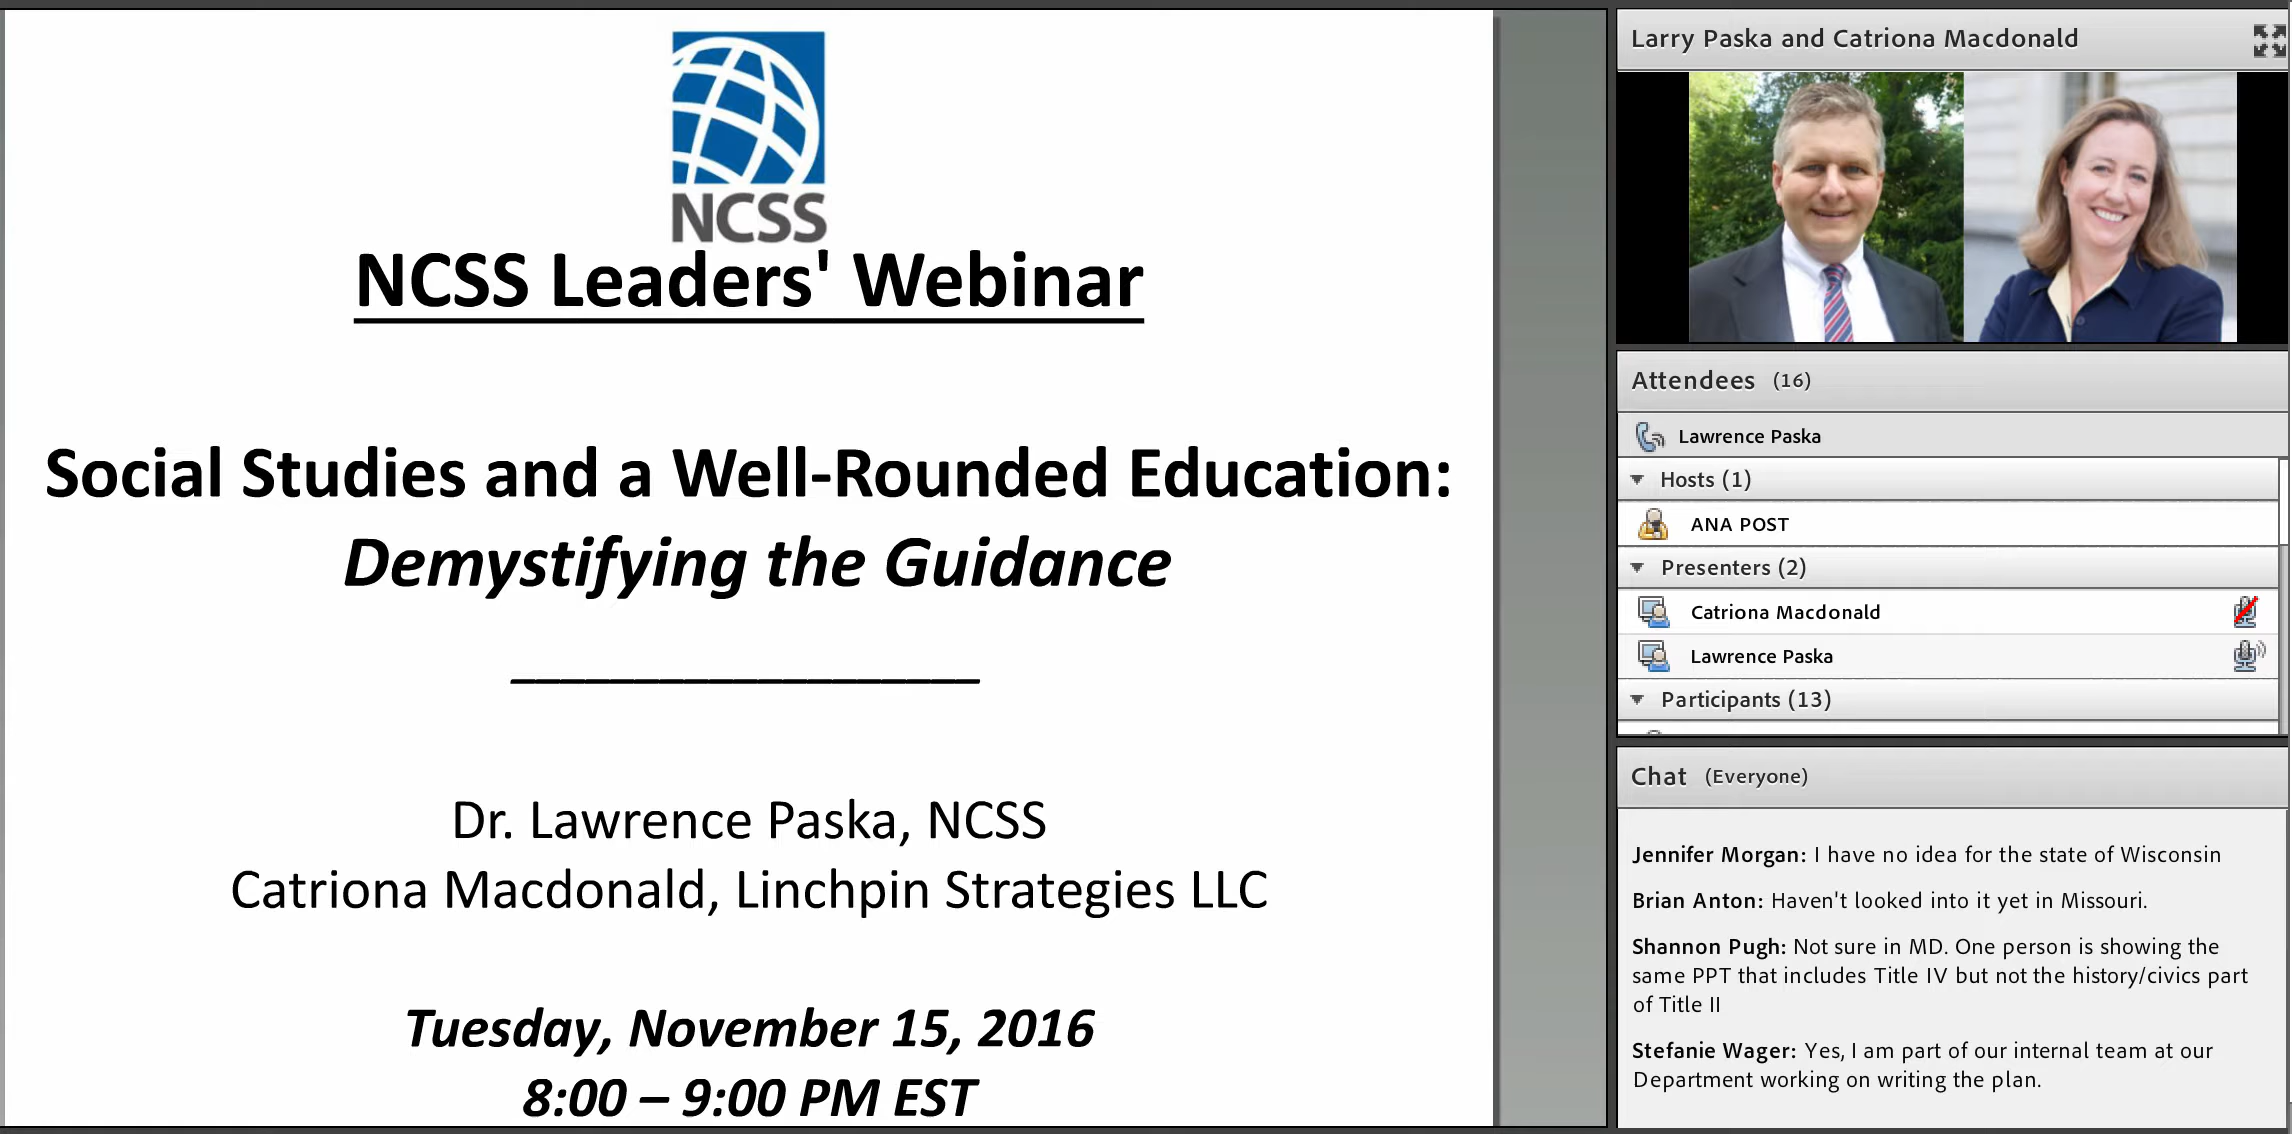 NCSS
NCSS Leaders' Webinar
Social Studies and a Well-Rounded Education:
Demystifying the Guidance
Dr. Lawrence Paska, NCSS
Catriona Macdonald, Linchpin Strategies LLC
Tuesday, November 15, 2016
8:00 – 9:00 PM EST
Larry Paska and Catriona Macdonald
Attendees (16)
Lawrence Paska
Hosts (1)
ANA POST
Presenters (2)
Catriona Macdonald
Lawrence Paska
Participants (13)
Chat (Everyone)
Jennifer Morgan: I have no idea for the state of Wisconsin
Brian Anton: Haven't looked into it yet in Missouri.
Shannon Pugh: Not sure in MD. One person is showing the
same PPT that includes Title IV but not the history/civics part
of Title II
Stefanie Wager: Yes, I am part of our internal team at our
Department working on writing the plan.